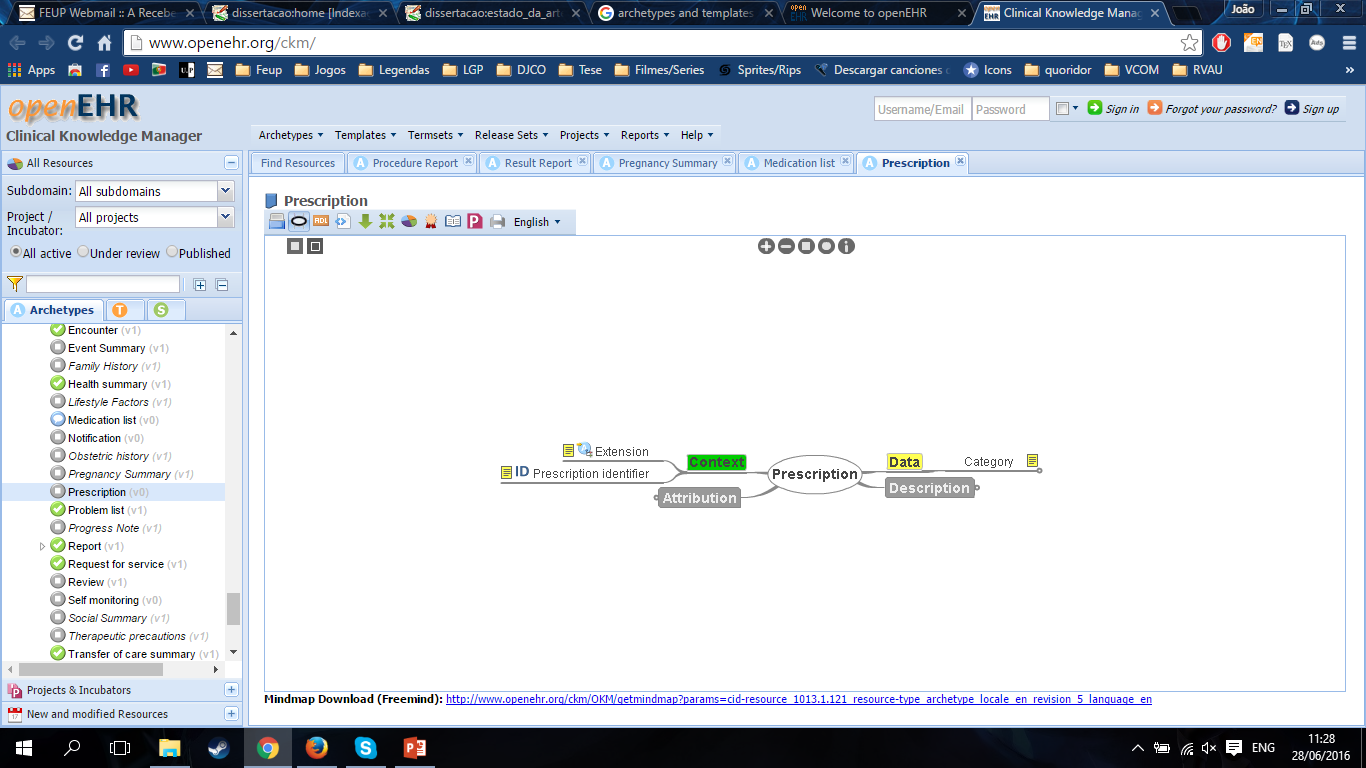 FEUP Webmail :: A Recebe
dissertacao:home [Indexac
dissertacao:estado_da_art
archetypes and templates
Welcome to openEHR
Clinical Knowledge Manag
João
www.openehr.org/ckm/
Apps
Feup
Jogos
Legendas
LGP
DJCO
Tese
Filmes/Series
Sprites/Rips
Descargar canciones d
Icons
quoridor
VCOM
RVAU
»
openEHR
Clinical Knowledge Manager
Username/Email
Password
Sign in
Forgot your password?
Sign up
Archetypes
Templates
Termsets
Release Sets
Projects
Reports
Help
All Resources
Subdomain:
All subdomains
Project /
Incubator:
All projects
All active
Under review
Published
A Archetypes
T
S
Encounter (v1)
Event Summary (v1)
Family History (v1)
Health summary (v1)
Lifestyle Factors (v1)
Medication list (v0)
Notification (v0)
Obstetric history (v1)
Pregnancy Summary (v1)
Prescription (v0)
Problem list (v1)
Progress Note (v1)
Report (v1)
Request for service (v1)
Review (v1)
Self monitoring (v0)
Social Summary (v1)
Therapeutic precautions (v1)
Transfer of care summary (v1)
Projects & Incubators
New and modified Resources
Find Resources
A Procedure Report
A Result Report
A Pregnancy Summary
A Medication list
A Prescription
Prescription
ADL
P
English
Extension
ID Prescription identifier
Context
Attribution
Prescription
Data
Category
Description
Mindmap Download (Freemind): http://www.openehr.org/ckm/OKM/getmindmap?params=cid-resource_1013.1.121_resource-type_archetype_locale_en_revision_5_language_en
ENG
11:28
28/06/2016